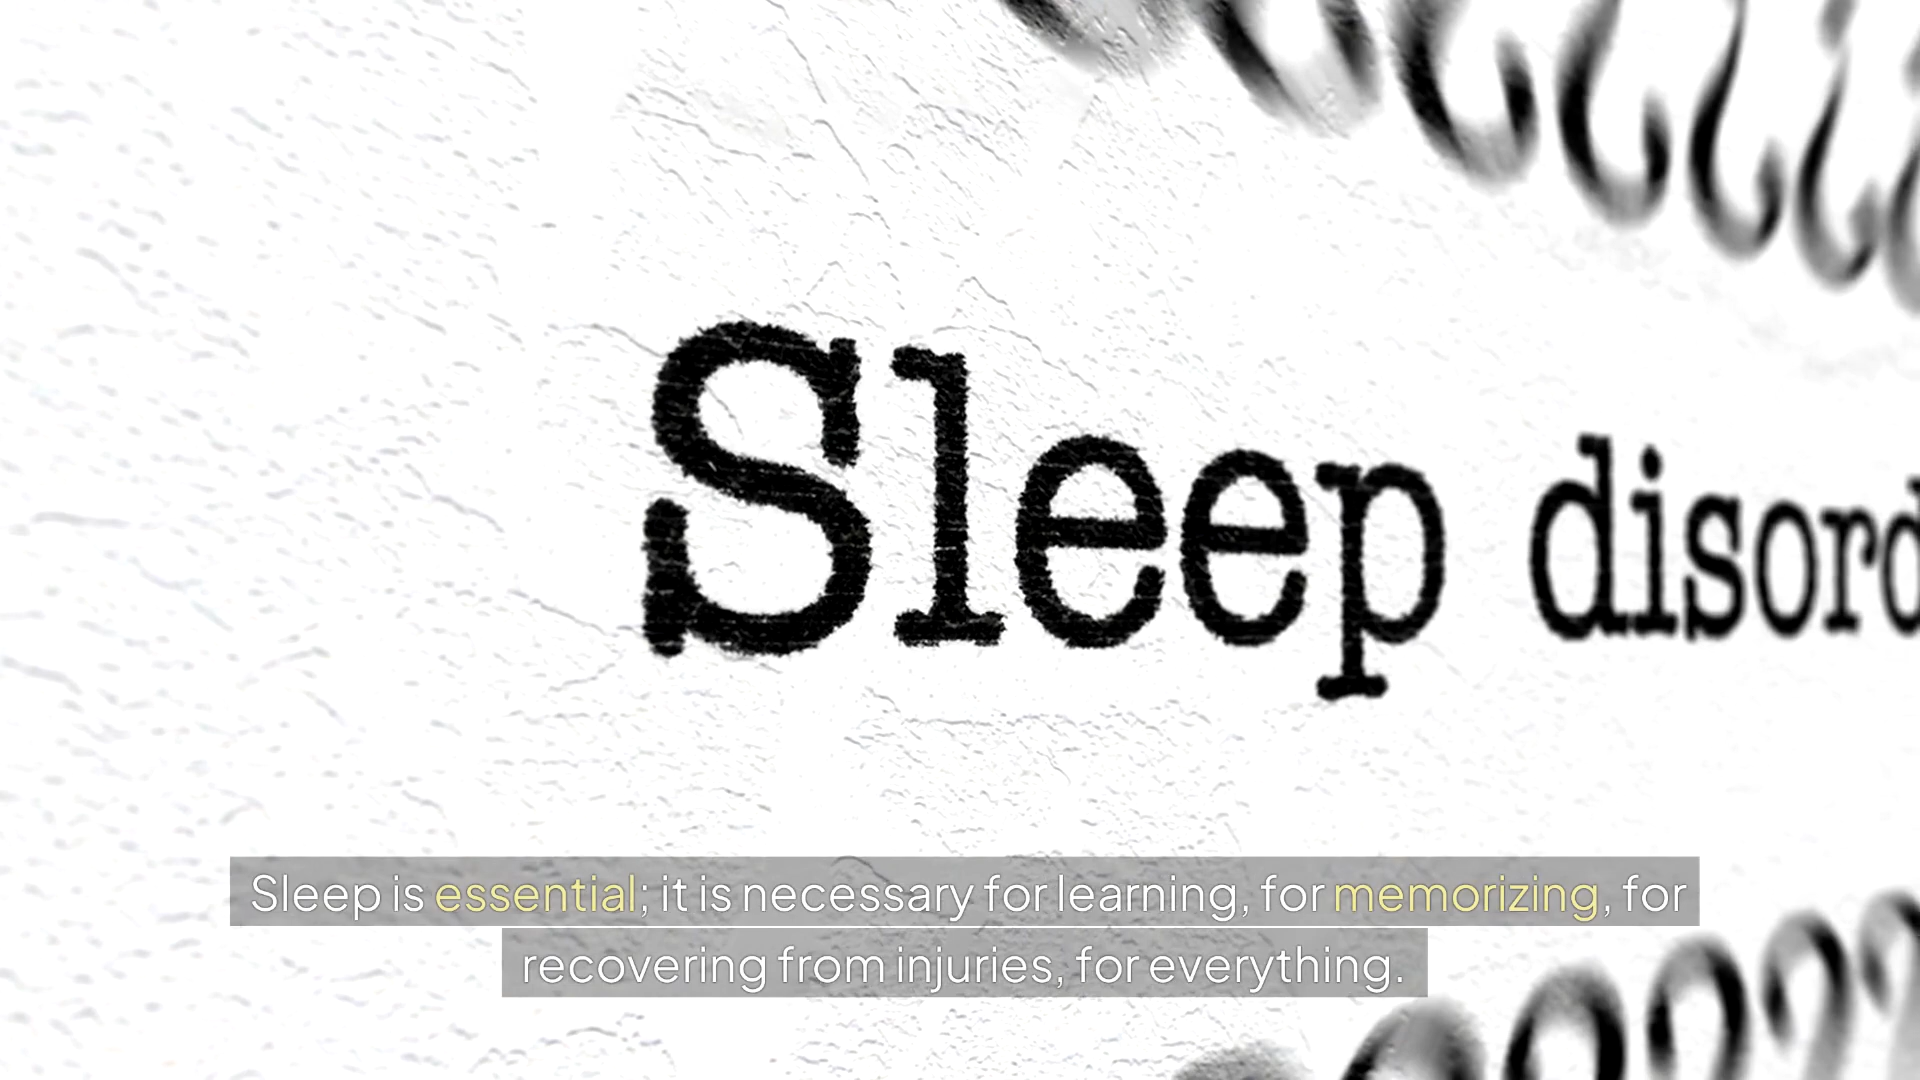 Sleep disord
Sleep is essential; it is necessary for learning, for memorizing, for
recovering from injuries, for everything.